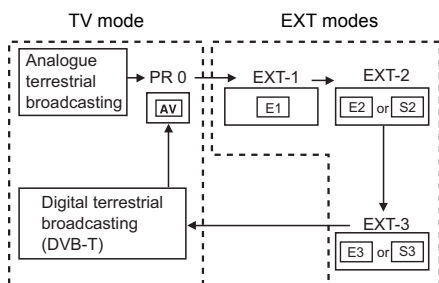 TV mode
EXT modes
Analogue
terrestrial
broadcasting
PR 0
AV
EXT-1
E1
EXT-2
E2 or S2
Digital terrestrial
broadcasting
(DVB-T)
EXT-3
E3 or S3